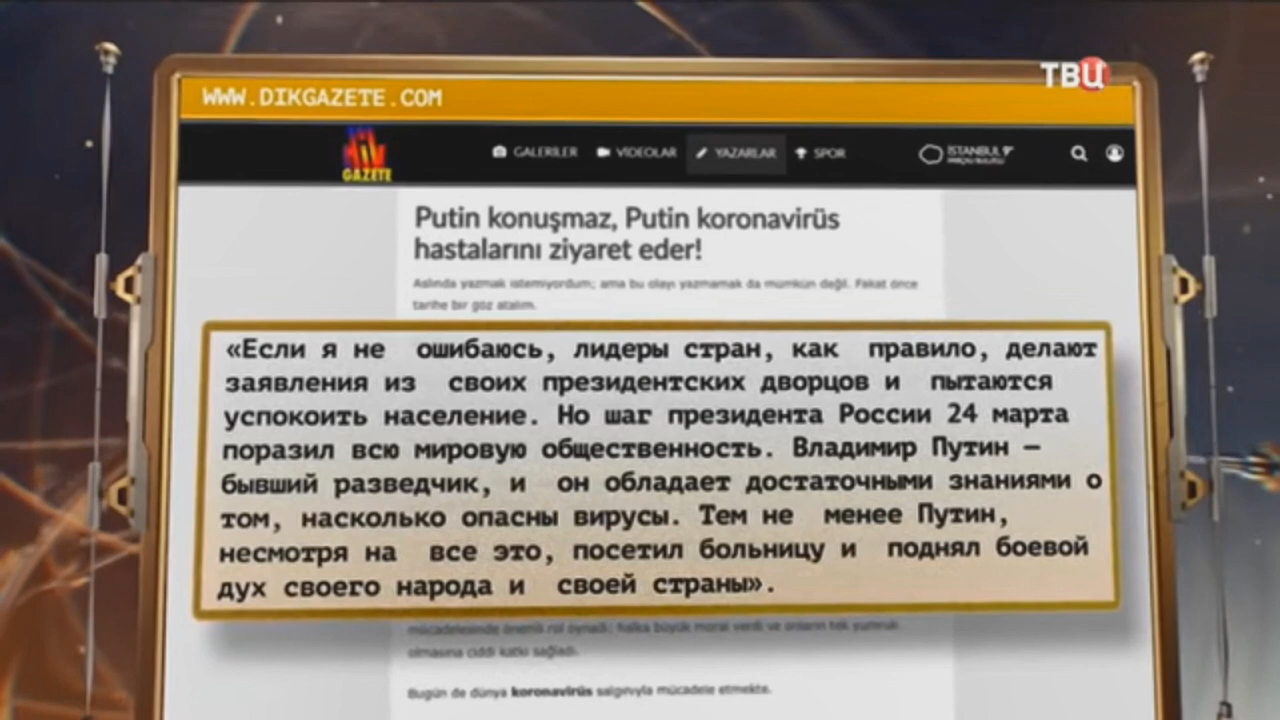 ТВЦ
WWW.DIKGAZETE.COM
GAZETE
GALERİLER
VİDEOLAR
YAZARLAR
SPOR
İSTANBUL
Putin konuşmaz, Putin koronavirüs
hastalarını ziyaret eder!
Aslında yazmak istemiyordum; ama bu olayı yazmamak da mümkün değil. Fakat önce
tarihe bir göz atalım.
«Если я не ошибаюсь, лидеры стран, как правило, делают
заявления из своих президентских дворцов и пытаются
успокоить население. Но шаг президента России 24 марта
поразил всю мировую общественность. Владимир Путин –
бывший разведчик, и он обладает достаточными знаниями о
том, насколько опасны вирусы. Тем не менее Путин,
несмотря на все это, посетил больницу и поднял боевой
дух своего народа и своей страны».
mücadelesinde önemli rol oynadı; halka büyük moral verdi ve onların tek yumruk
olmasına ciddi katkı sağladı.
Bugün de dünya koronavirüs salgınıyla mücadele etmekte.